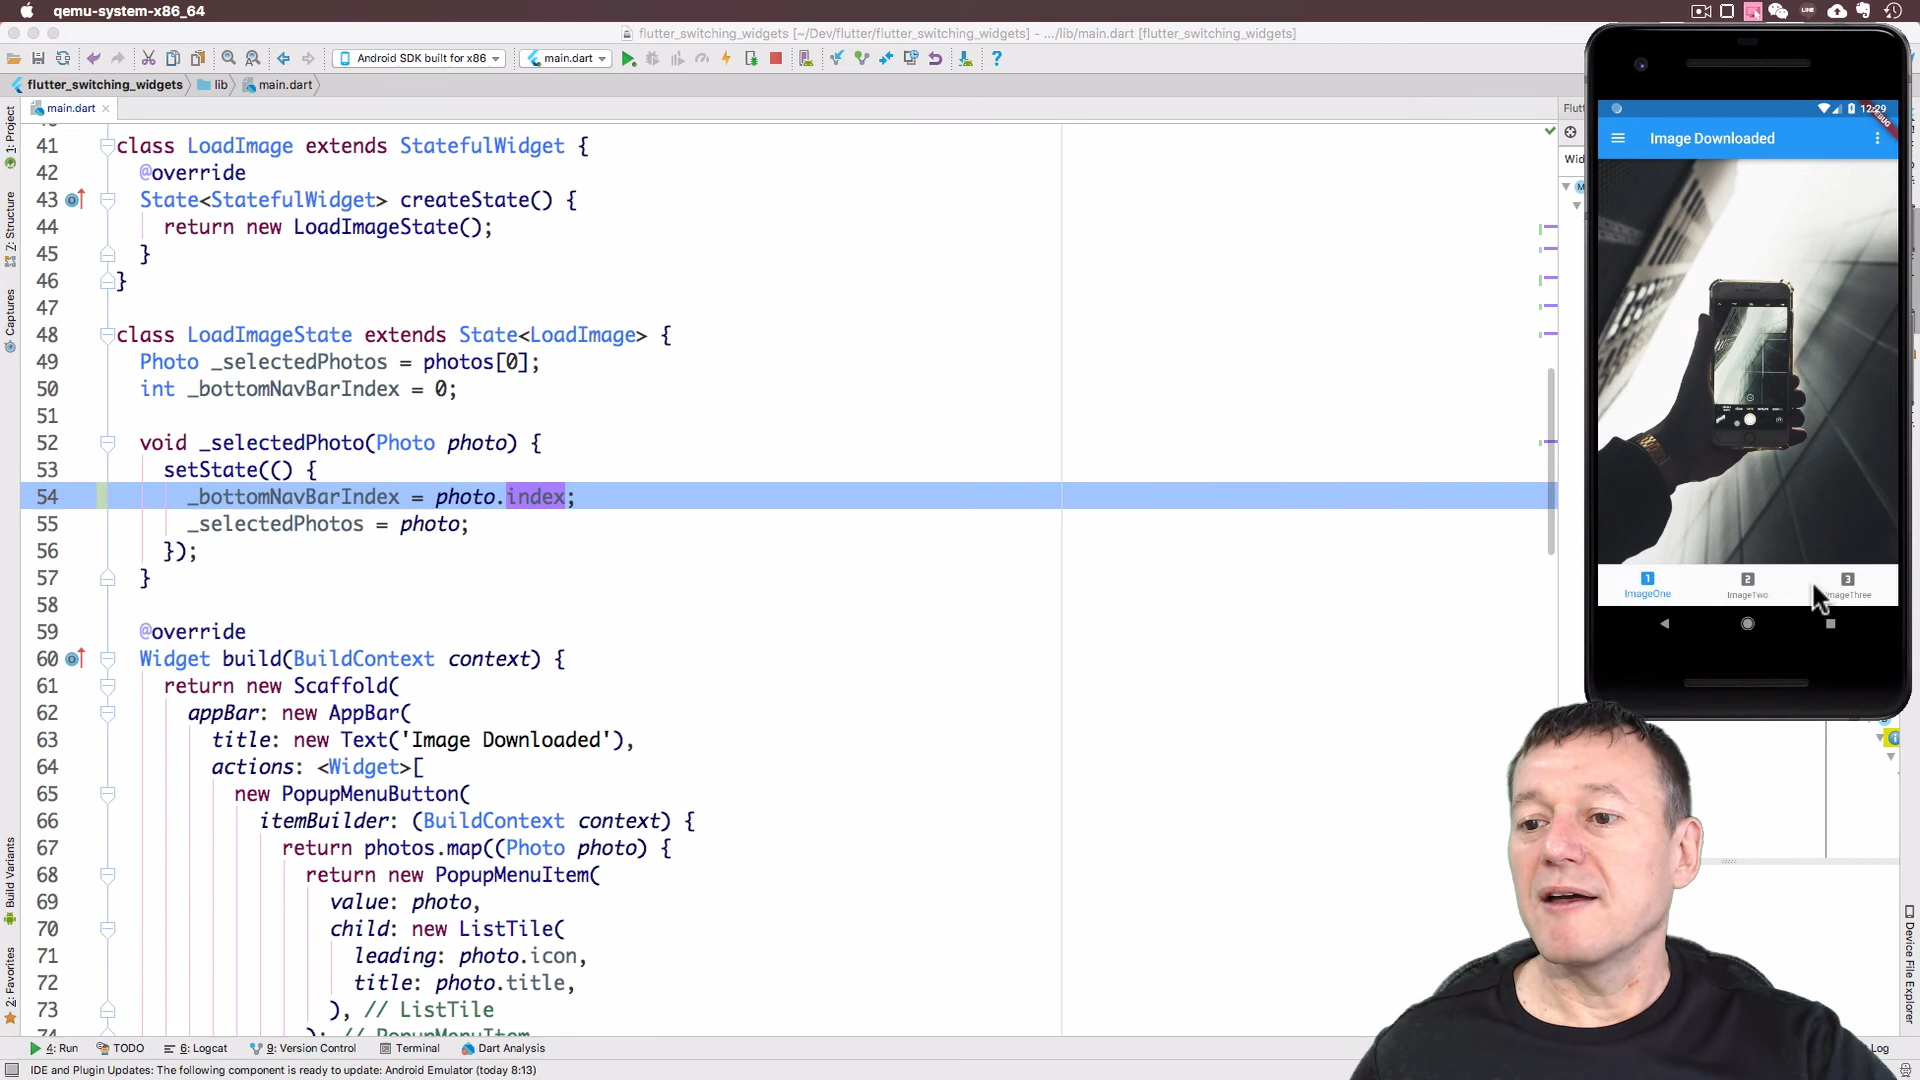 qemu-system-x86_64
flutter_switching_widgets [~/Dev/flutter/flutter_switching_widgets] - .../lib/main.dart [flutter_switching_widgets]
Android SDK built for x86
main.dart
flutter_switching_widgets
lib
main.dart
main.dart
1: Project
Z: Structure
Captures
Build Variants
2: Favorites
41 class LoadImage extends StatefulWidget {
42 @override
43 State<StatefulWidget> createState() {
44 return new LoadImageState();
45 }
46 }
47
48 class LoadImageState extends State<LoadImage> {
49 Photo _selectedPhotos = photos[0];
50 int _bottomNavBarIndex = 0;
51
52 void _selectedPhoto(Photo photo) {
53 setState(() {
54 _bottomNavBarIndex = photo.index;
55 _selectedPhotos = photo;
56 });
57 }
58
59 @override
60 Widget build(BuildContext context) {
61 return new Scaffold(
62 appBar: new AppBar(
63 title: new Text('Image Downloaded'),
64 actions: <Widget>[
65 new PopupMenuButton(
66 itemBuilder: (BuildContext context) {
67 return photos.map((Photo photo) {
68 return new PopupMenuItem(
69 value: photo,
70 child: new ListTile(
71 leading: photo.icon,
72 title: photo.title,
73 ), // ListTile
74 ); // PopupMenuItem
Flut
Wid
12:29
DEBUG
Image Downloaded
1
ImageOne
2
ImageTwo
3
ImageThree
Device File Explorer
4: Run
TODO
6: Logcat
9: Version Control
Terminal
Dart Analysis
Log
IDE and Plugin Updates: The following component is ready to update: Android Emulator (today 8:13)